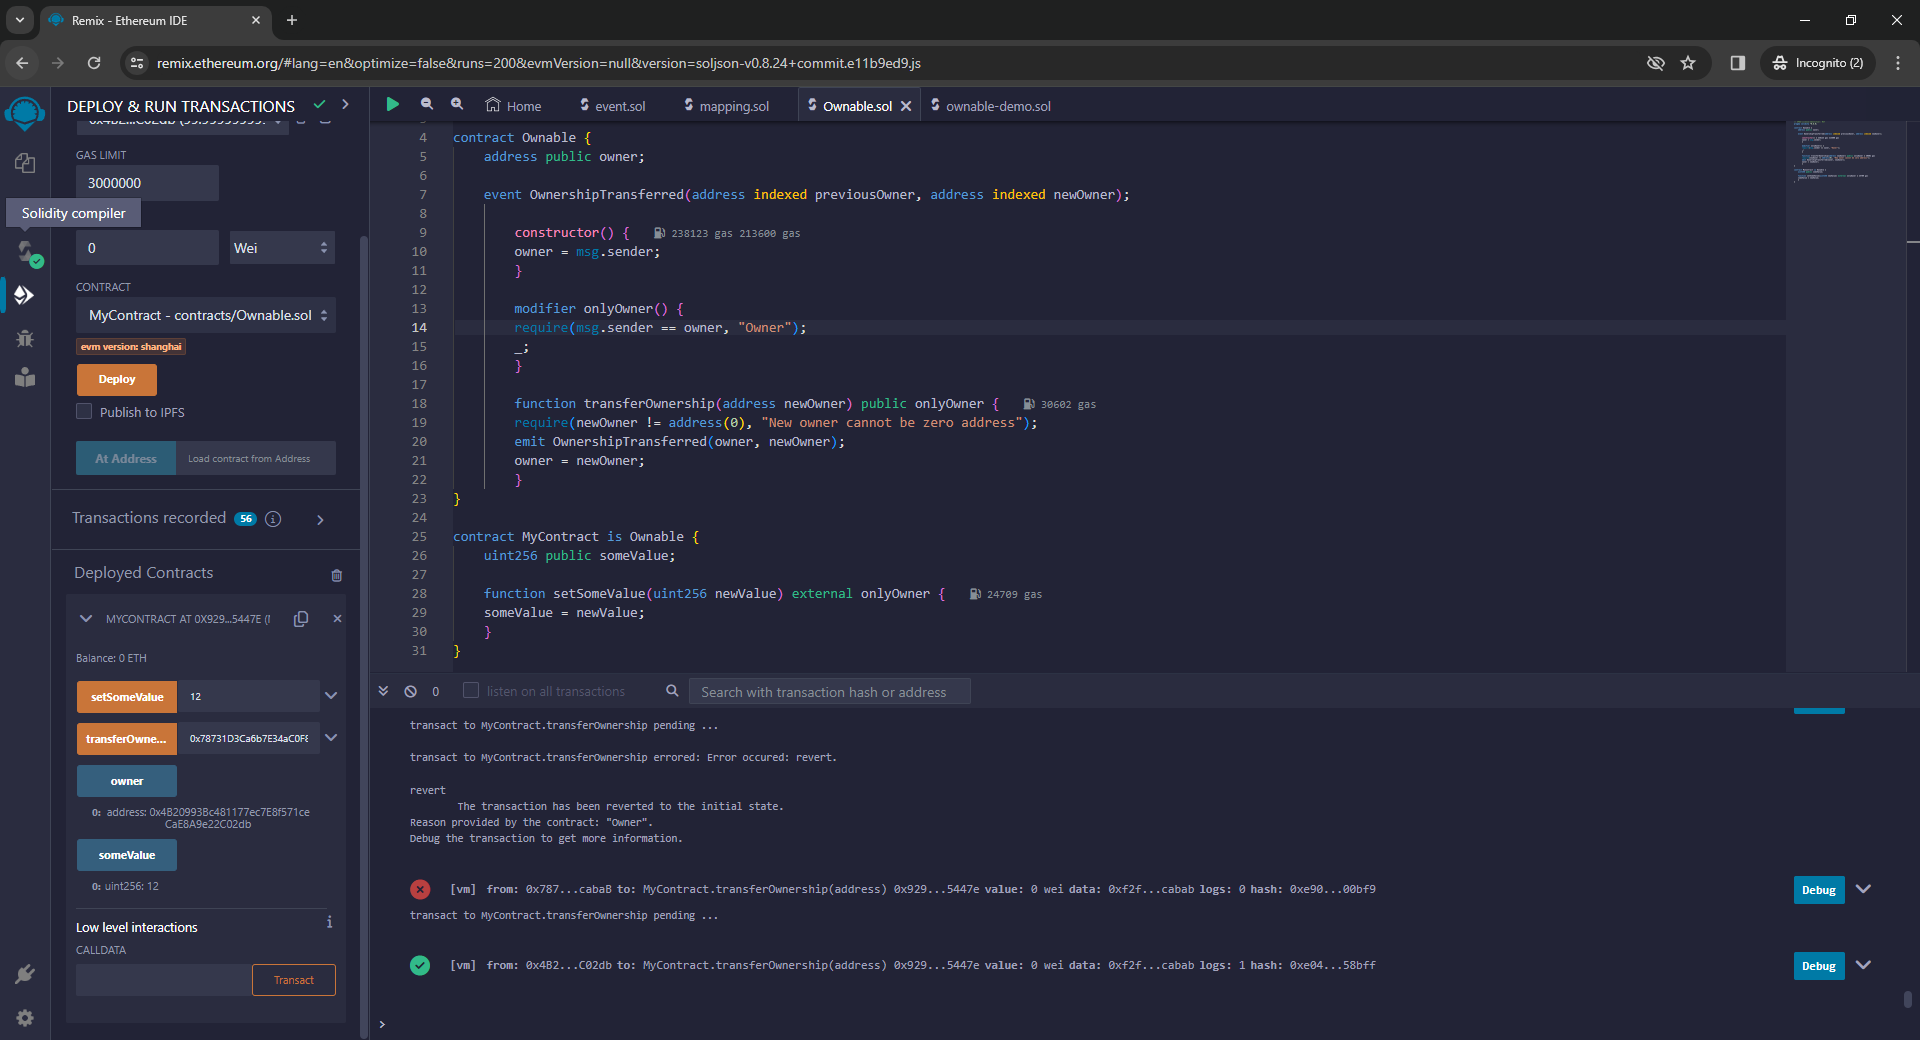 Remix - Ethereum IDE
remix.ethereum.org/#lang=en&optimize=false&runs=200&evmVersion=null&version=soljson-v0.8.24+commit.e11b9ed9.js
Incognito (2)
DEPLOY & RUN TRANSACTIONS
GAS LIMIT
3000000
Solidity compiler
0
Wei
CONTRACT
MyContract - contracts/Ownable.sol
evm version: shanghai
Deploy
Publish to IPFS
At Address
Load contract from Address
Transactions recorded 56
Deployed Contracts
MYCONTRACT AT 0X929...5447E
Balance: 0 ETH
setSomeValue
12
transferOwne...
0x78731D3Ca6b7E34aC0F8
owner
0: address: 0x4B20993Bc481177ec7E8f571ce
CaE8A9e22C02db
someValue
0: uint256: 12
Low level interactions
CALLDATA
Transact
Home
event.sol
mapping.sol
Ownable.sol
ownable-demo.sol
4 contract Ownable {
5 address public owner;
6
7 event OwnershipTransferred(address indexed previousOwner, address indexed newOwner);
8
9 constructor() { 238123 gas 213600 gas
10 owner = msg.sender;
11 }
12
13 modifier onlyOwner() {
14 require(msg.sender == owner, "Owner");
15 _;
16 }
17
18 function transferOwnership(address newOwner) public onlyOwner { 30602 gas
19 require(newOwner != address(0), "New owner cannot be zero address");
20 emit OwnershipTransferred(owner, newOwner);
21 owner = newOwner;
22 }
23 }
24
25 contract MyContract is Ownable {
26 uint256 public someValue;
27
28 function setSomeValue(uint256 newValue) external onlyOwner { 24709 gas
29 someValue = newValue;
30 }
31 }
0
listen on all transactions
Search with transaction hash or address
transact to MyContract.transferOwnership pending ...
transact to MyContract.transferOwnership errored: Error occured: revert.
revert
The transaction has been reverted to the initial state.
Reason provided by the contract: "Owner".
Debug the transaction to get more information.
[vm] from: 0x787...cabaB to: MyContract.transferOwnership(address) 0x929...5447e value: 0 wei data: 0xf2f...cabab logs: 0 hash: 0xe90...00bf9
Debug
transact to MyContract.transferOwnership pending ...
[vm] from: 0x4B2...C02db to: MyContract.transferOwnership(address) 0x929...5447e value: 0 wei data: 0xf2f...cabab logs: 1 hash: 0xe04...58bff
Debug
>